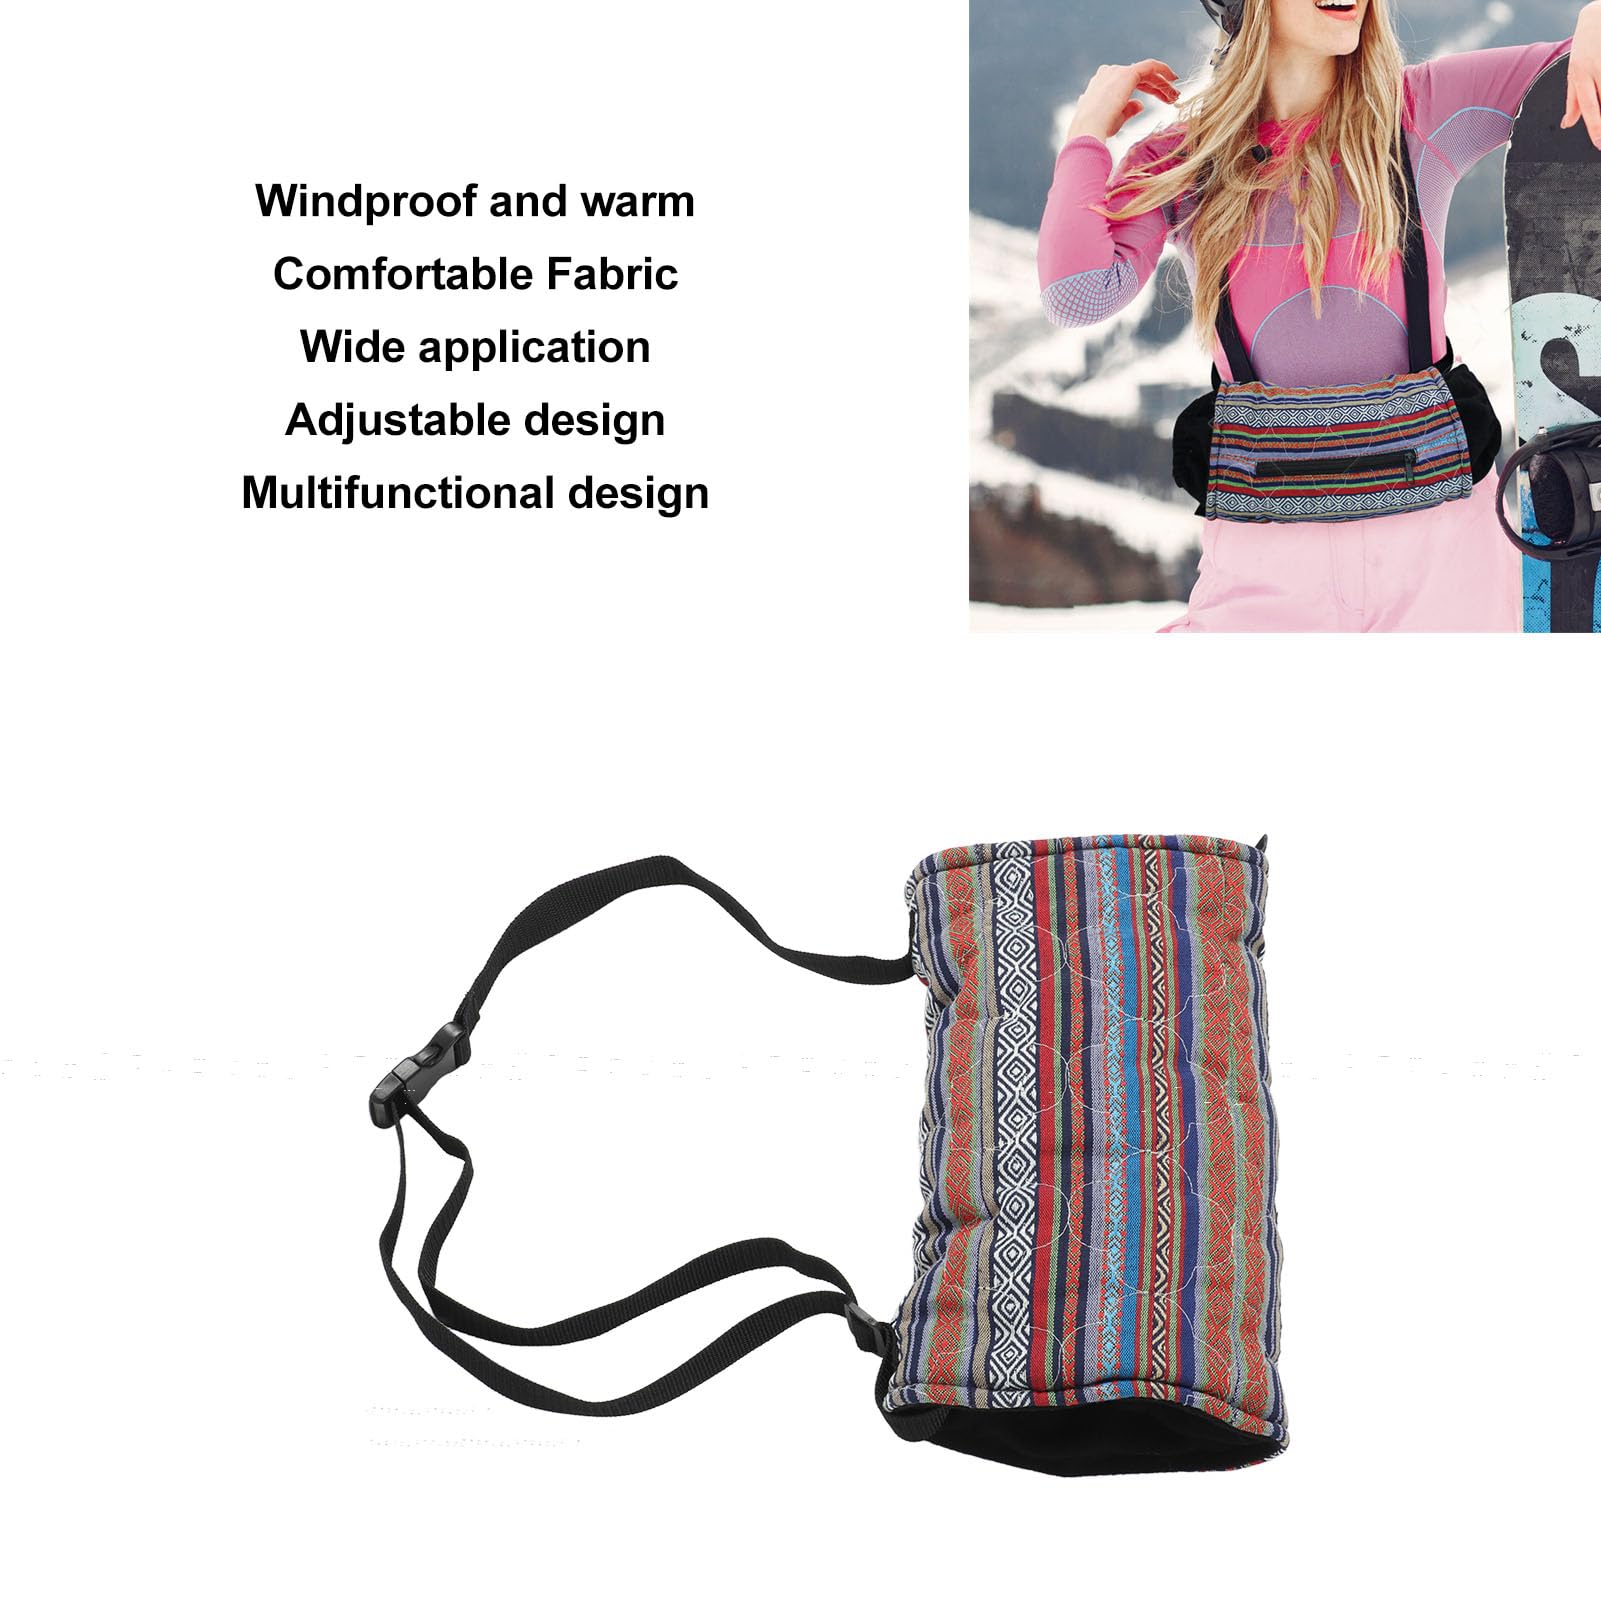 Windproof and warm
Comfortable Fabric
Wide application
Adjustable design
Multifunctional design